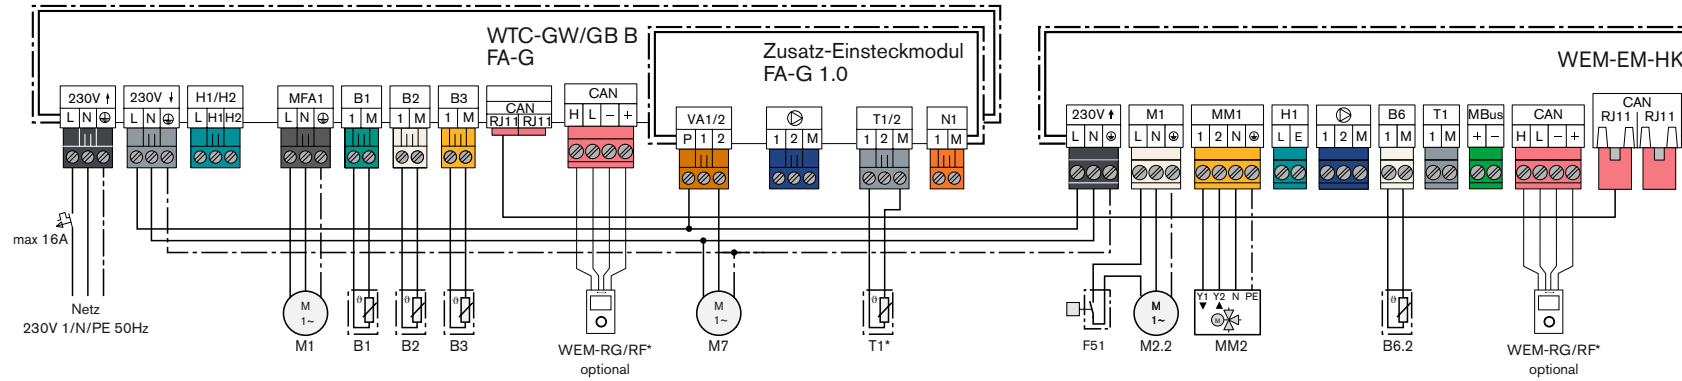 WTC-GW/GB B
FA-G
Zusatz-Einsteckmodul
FA-G 1.0
WEM-EM-HK
230V ↑
L N
230V ↓
L N
H1/H2
L H1 H2
MFA1
L N
B1
1 M
B2
1 M
B3
1 M
CAN
RJ11 RJ11
CAN
H L − +
VA1/2
P 1 2
1 2 M
T1/2
1 2 M
N1
1 M
230V ↑
L N
M1
L N
MM1
1 2 N
H1
L E
1 2 M
B6
1 M
T1
1 M
MBus
+ −
CAN
H L − +
CAN
RJ11 RJ11
max 16A
Netz
230V 1/N/PE 50Hz
M
1~
M1
ϑ
B1
ϑ
B2
ϑ
B3
WEM-RG/RF*
optional
M
1~
M7
ϑ
T1*
F51
M
1~
M2.2
Y1 Y2 N PE
M
MM2
ϑ
B6.2
WEM-RG/RF*
optional